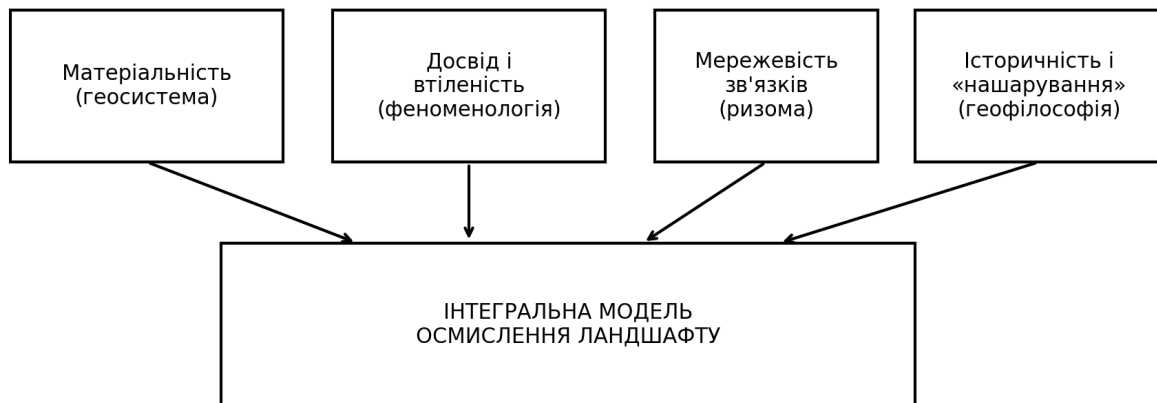 Матеріальність
(геосистема)
Досвід і
втіленість
(феноменологія)
Мережевість
зв'язків
(ризома)
Історичність і
«нашарування»
(геофілософія)
ІНТЕГРАЛЬНА МОДЕЛЬ
ОСМИСЛЕННЯ ЛАНДШАФТУ